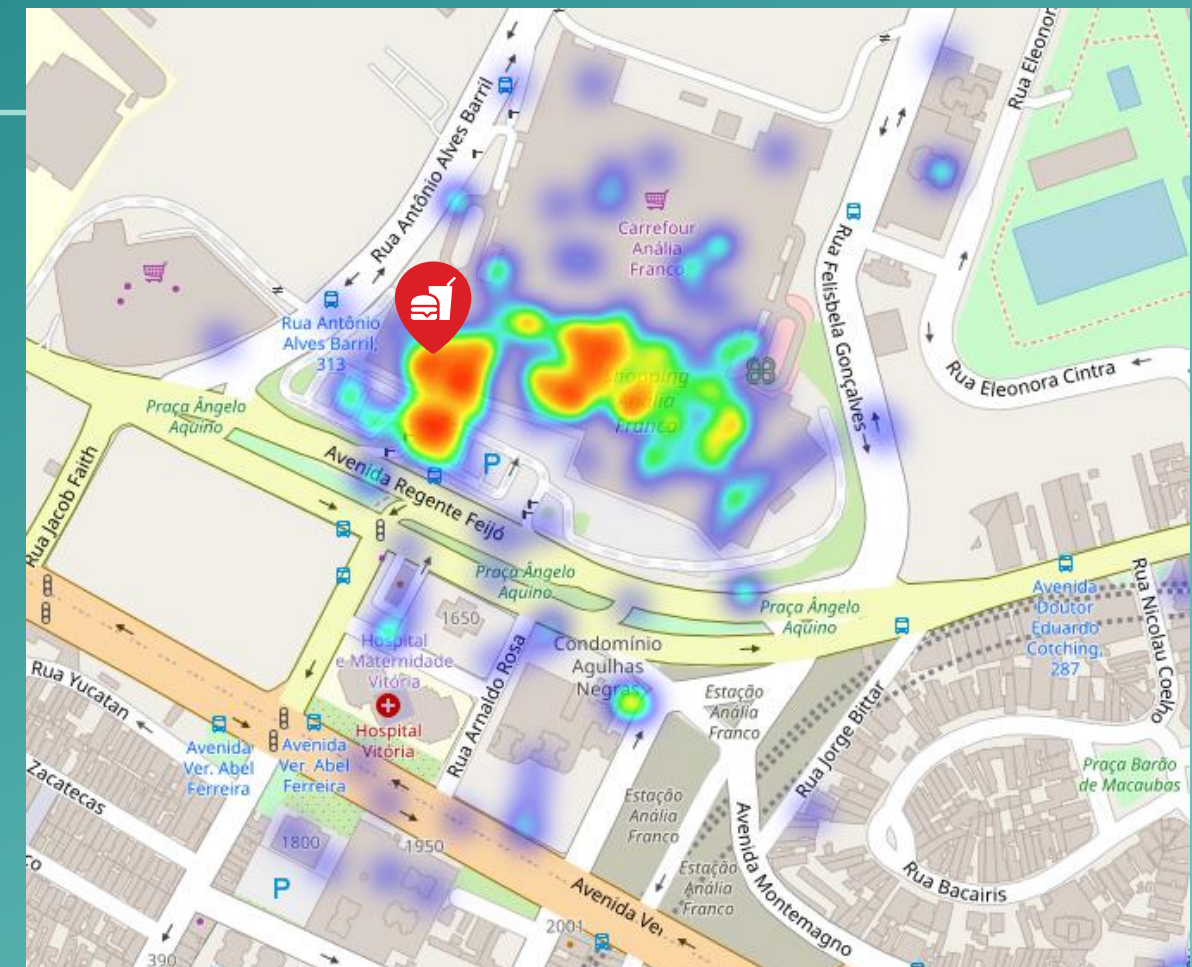 Rua Antônio Alves Barril
Rua Eleonor
Carrefour
Anália
Franco
Rua Felisbela Gonçalves
Rua Antônio
Alves Barril,
313
Rua Eleonora Cintra
Shopping
Anália
Franco
Praça Ângelo
Aquino
P
Avenida Regente Feijó
Rua Jacob Faith
Praça Ângelo
Aquino
Praça Ângelo
Aquino
Avenida
Doutor
Eduardo
Cotching,
287
Rua Nicolau Coelho
1650
Hospital
e Maternidade
Vitória
Condomínio
Agulhas
Negras
Rua Arnaldo Rosa
Hospital
Vitória
Estação
Anália
Franco
Rua Jorge Bittar
Rua Yucatan
Avenida
Ver. Abel
Ferreira
Avenida
Ver. Abel
Ferreira
Praça Barão
de Macaubas
Zacatecas
Estação
Anália
Franco
1800
1950
P
Avenida Montemagno
Estação
Anália
Franco
Rua Bacairis
Avenida Ver
co
2001
390